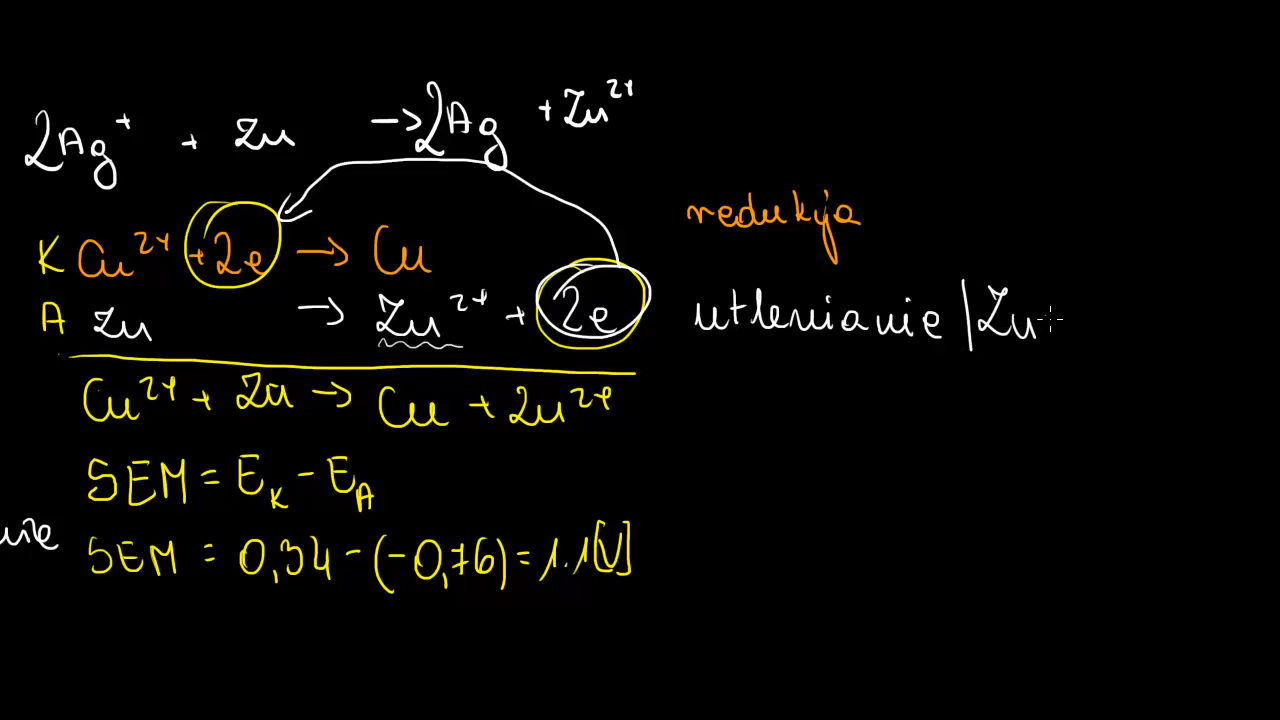 2Ag⁺ + Zn → 2Ag + Zn²⁺
redukcja
K Cu²⁺ + 2e → Cu
A Zn → Zn²⁺ + 2e utlenianie | Zn
Cu²⁺ + Zn → Cu + Zn²⁺
SEM = E_K - E_A
SEM = 0,34 - (-0,76) = 1.1[V]